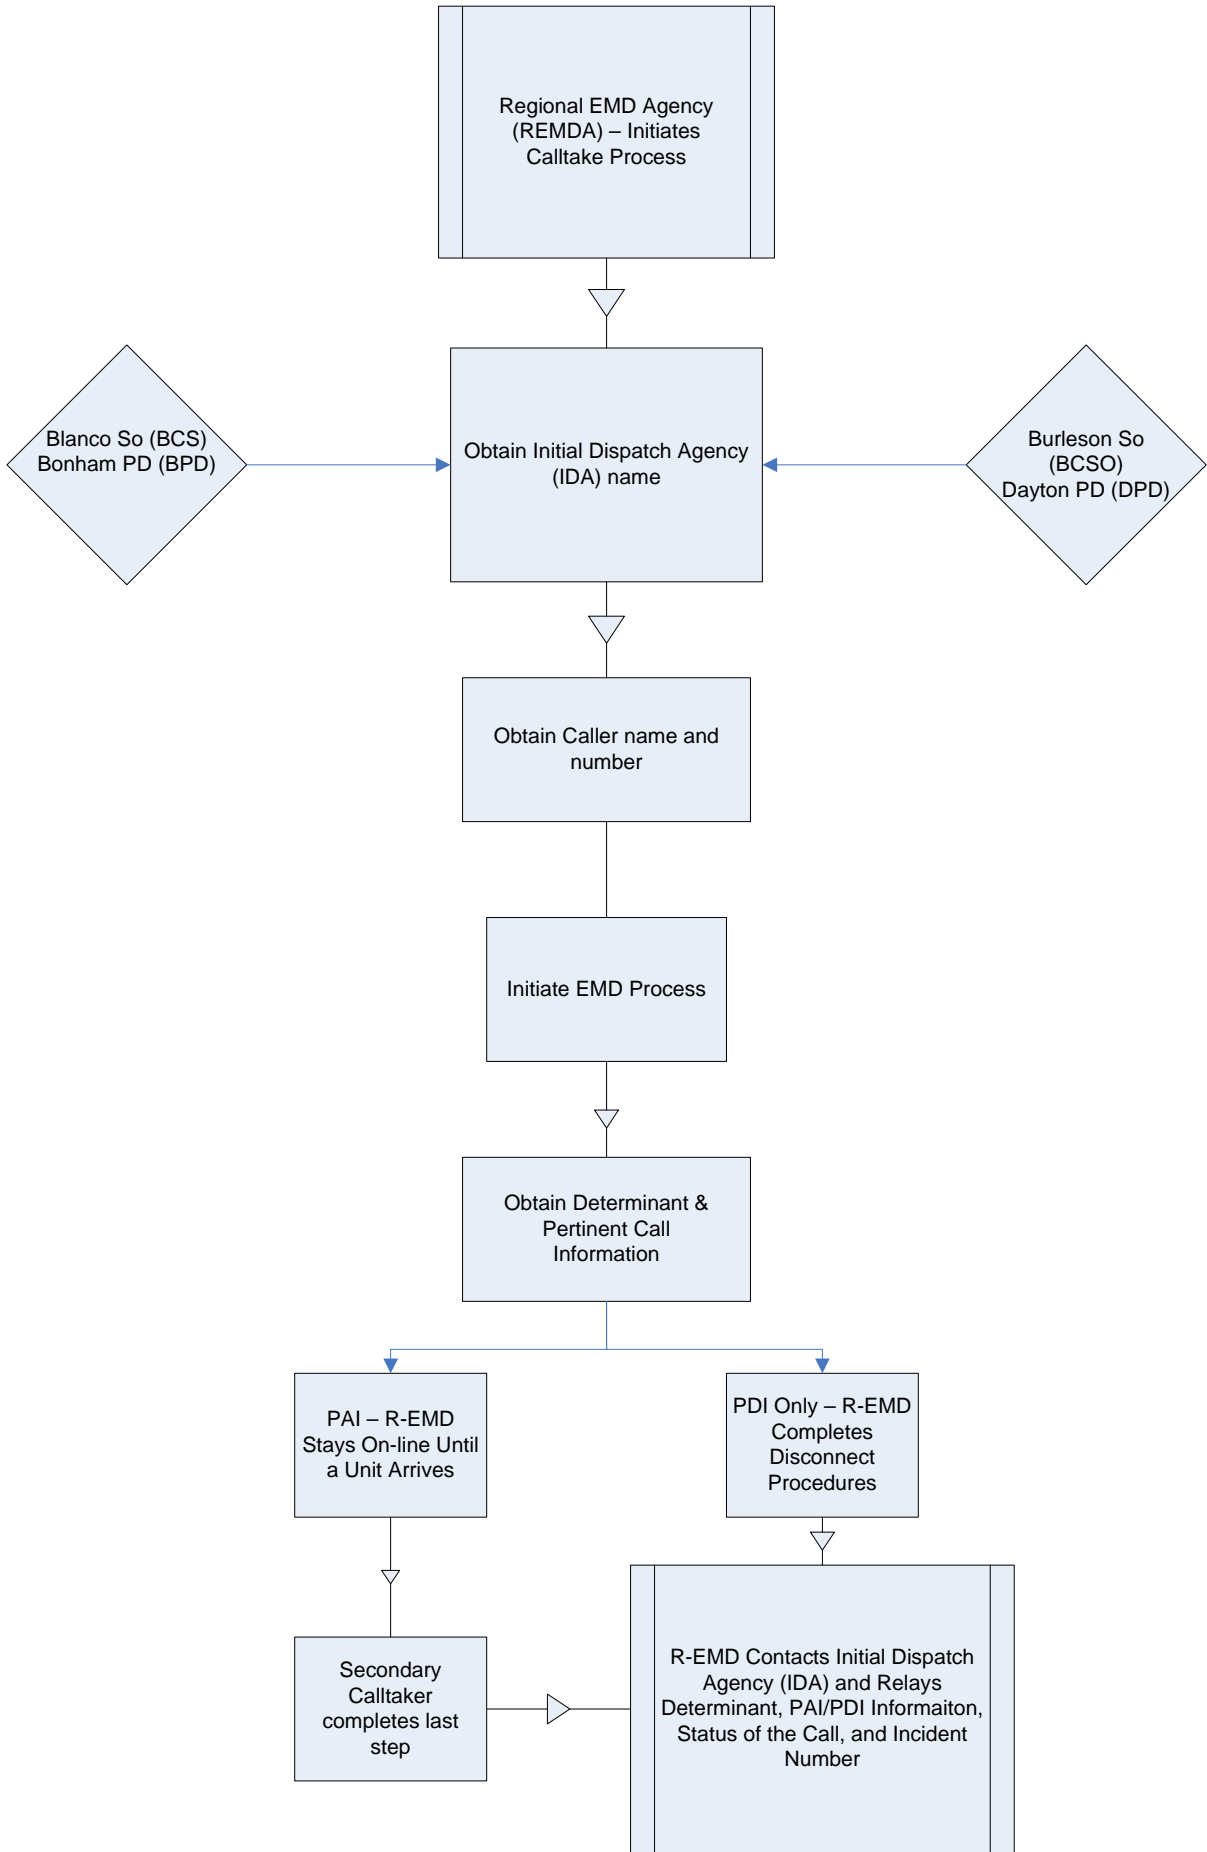 Regional EMD Agency
(REMDA) – Initiates
Calltake Process
Blanco So (BCS)
Bonham PD (BPD)
Obtain Initial Dispatch Agency
(IDA) name
Burleson So
(BCSO)
Dayton PD (DPD)
Obtain Caller name and
number
Initiate EMD Process
Obtain Determinant &
Pertinent Call
Information
PAI – R-EMD
Stays On-line Until
a Unit Arrives
PDI Only – R-EMD
Completes
Disconnect
Procedures
Secondary
Calltaker
completes last
step
R-EMD Contacts Initial Dispatch
Agency (IDA) and Relays
Determinant, PAI/PDI Informaiton,
Status of the Call, and Incident
Number